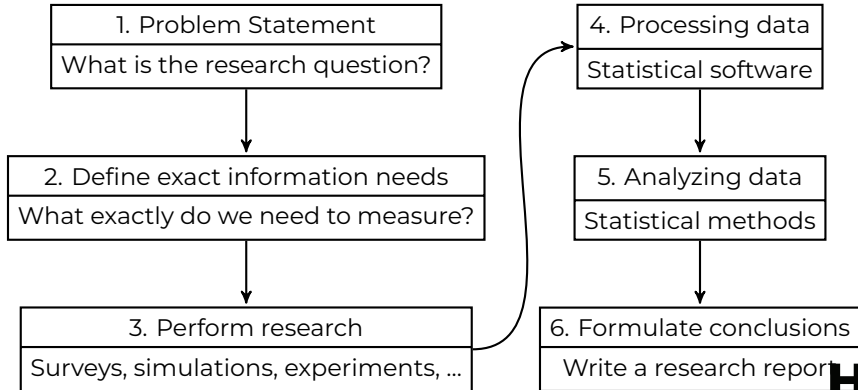 1. Problem Statement
What is the research question?
2. Define exact information needs
What exactly do we need to measure?
3. Perform research
Surveys, simulations, experiments, ...
4. Processing data
Statistical software
5. Analyzing data
Statistical methods
6. Formulate conclusions
Write a research report